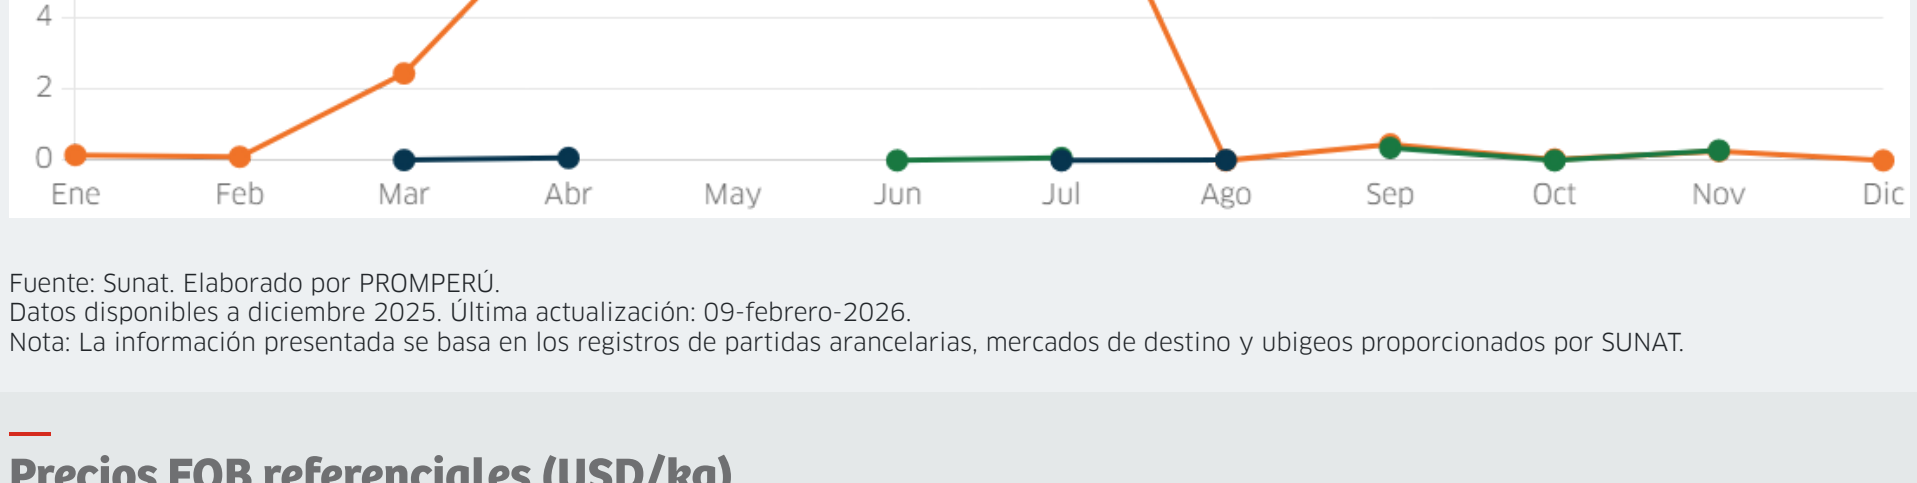 4
2
0
Ene Feb Mar Abr May Jun Jul Ago Sep Oct Nov Dic
Fuente: Sunat. Elaborado por PROMPERÚ.
Datos disponibles a diciembre 2025. Última actualización: 09-febrero-2026.
Nota: La información presentada se basa en los registros de partidas arancelarias, mercados de destino y ubigeos proporcionados por SUNAT.
Precios FOB referenciales (USD/kg)